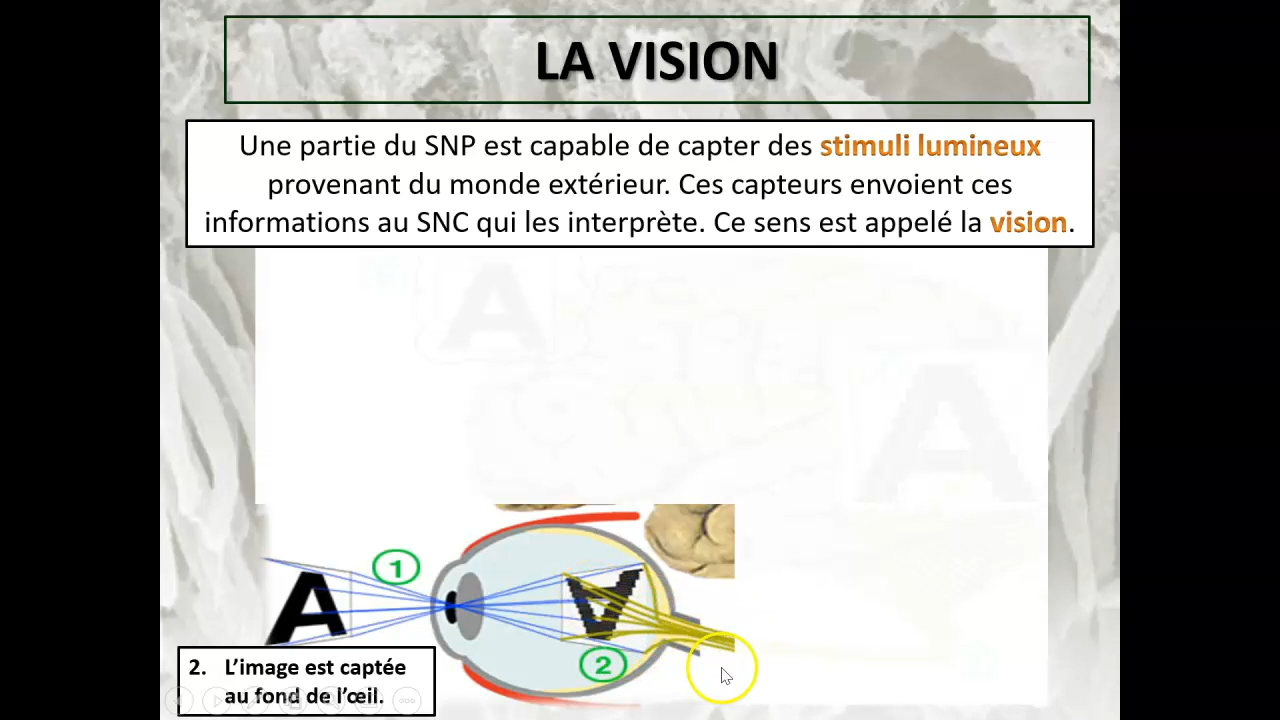 LA VISION
Une partie du SNP est capable de capter des stimuli lumineux
provenant du monde extérieur. Ces capteurs envoient ces
informations au SNC qui les interprète. Ce sens est appelé la vision.
A
A
A
1
A
2
2. L’image est captée
au fond de l’œil.